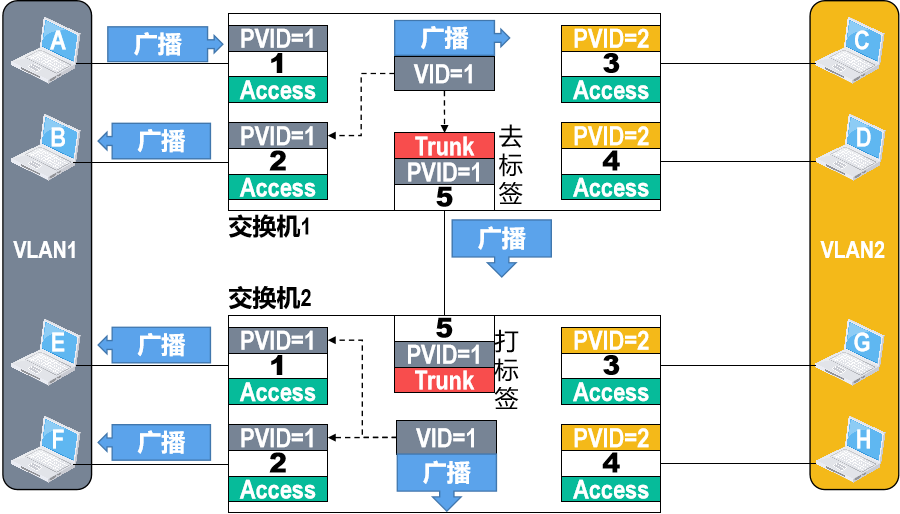 A
广播
PVID=1
1
Access
广播
VID=1
PVID=2
3
Access
C
B
广播
PVID=1
2
Access
Trunk
PVID=1
5
去标签
PVID=2
4
Access
D
交换机1
VLAN1
广播
VLAN2
交换机2
E
广播
PVID=1
1
Access
5
PVID=1
Trunk
打标签
PVID=2
3
Access
G
F
广播
PVID=1
2
Access
VID=1
广播
PVID=2
4
Access
H